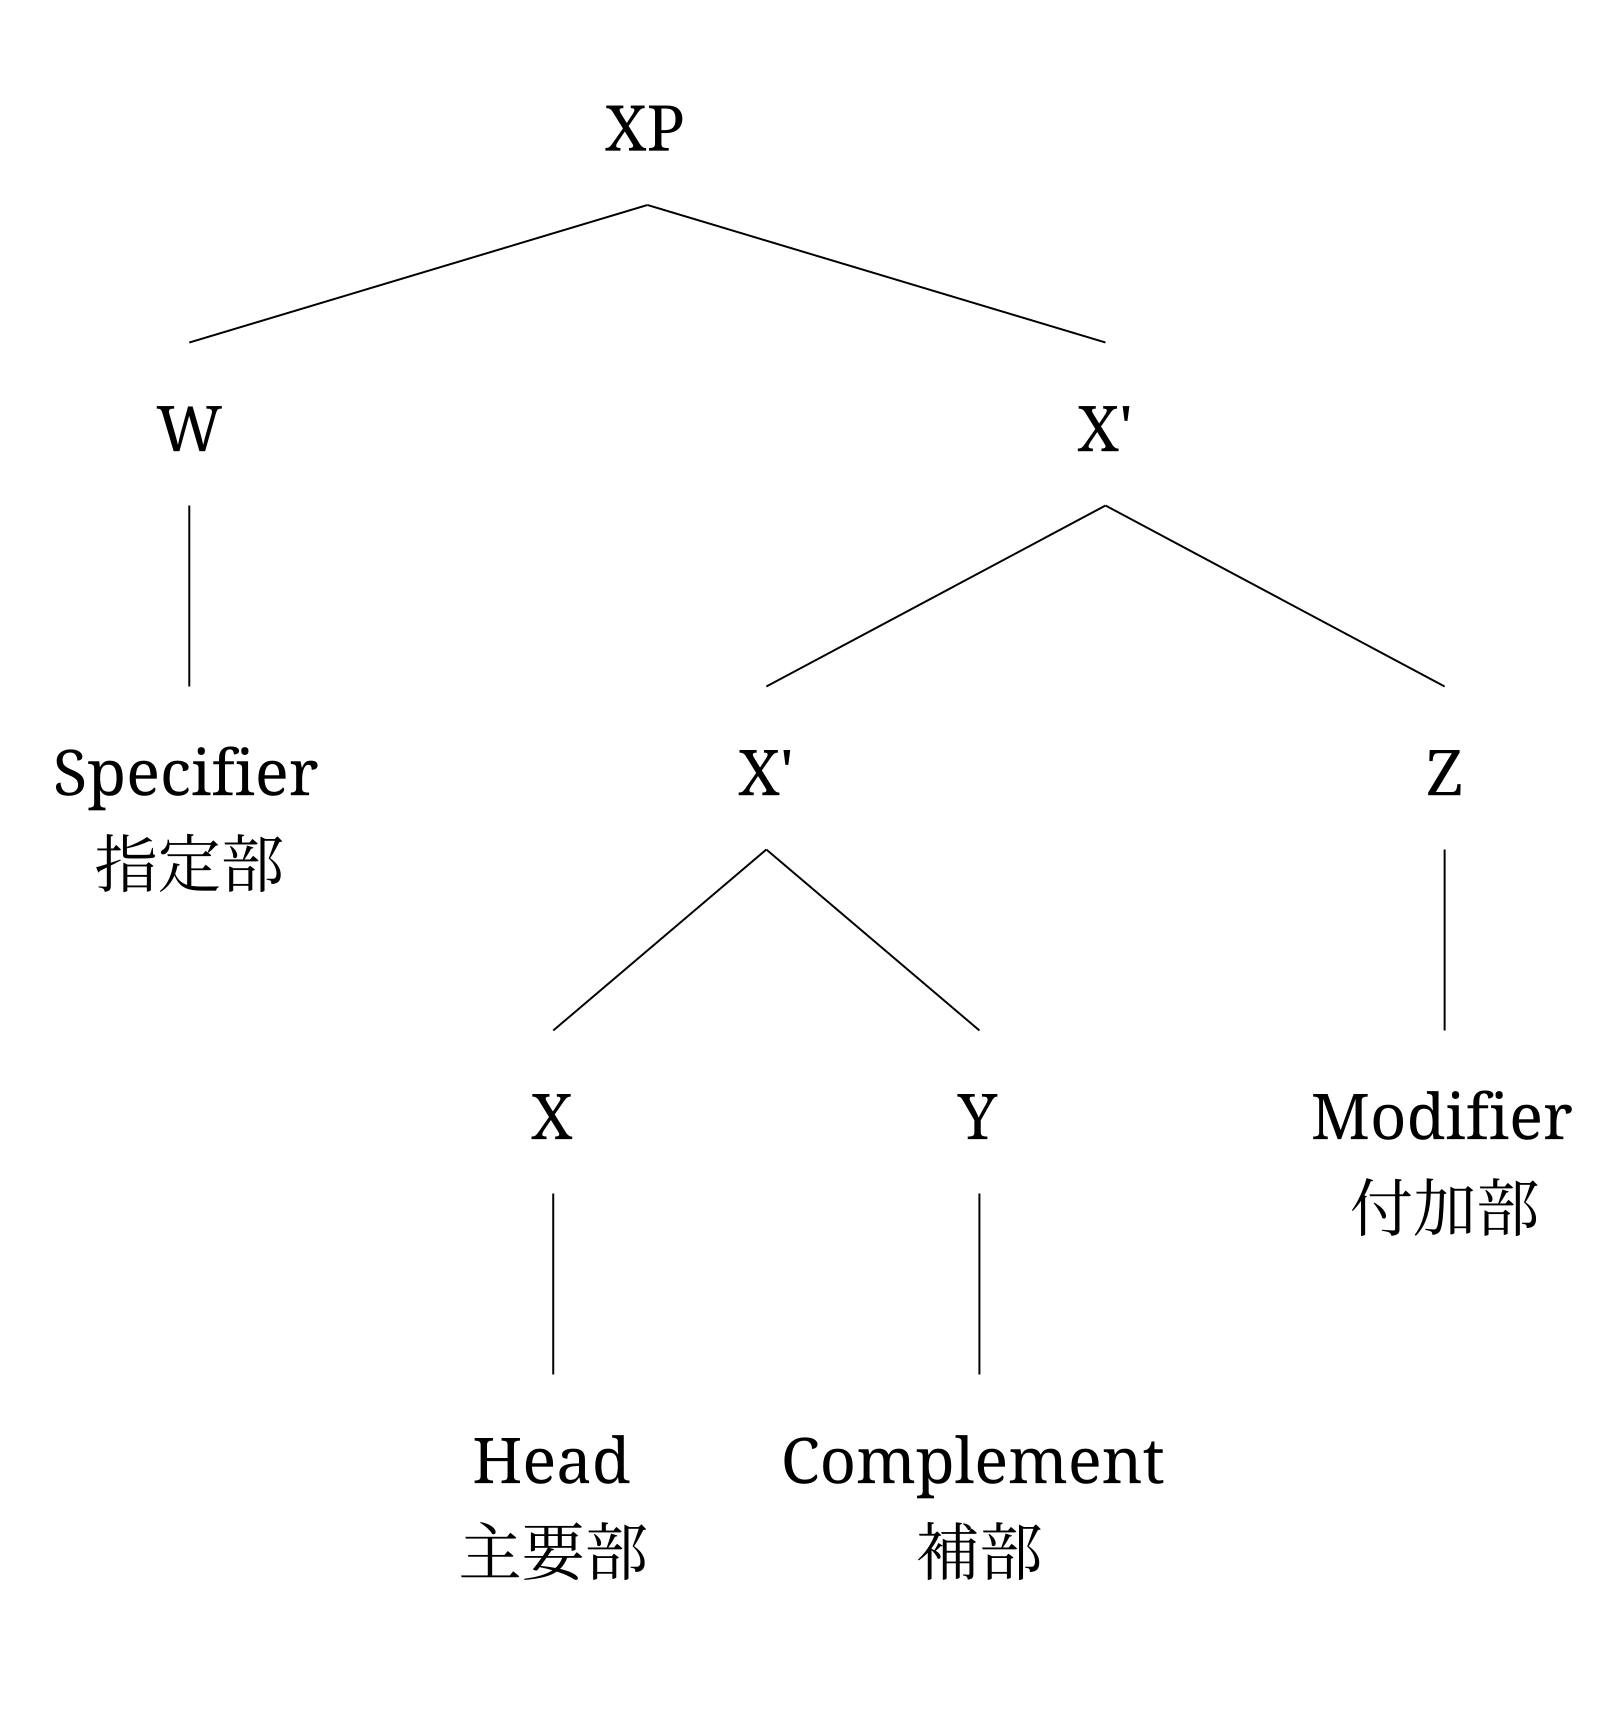 XP
W
X'
Specifier
指定部
X'
Z
X
Y
Modifier
付加部
Head
主要部
Complement
補部